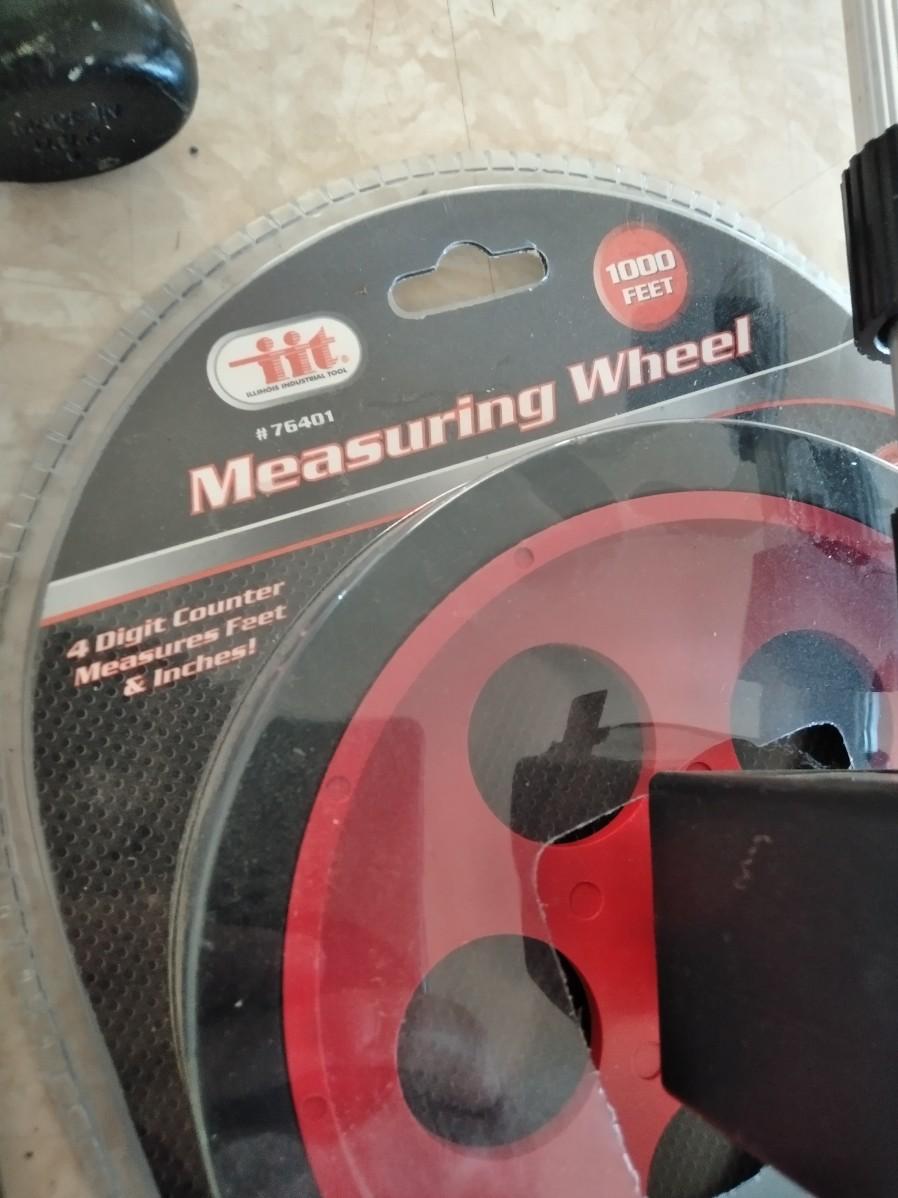 1000
FEET
iit®
ILLINOIS INDUSTRIAL TOOL
#76401
Measuring Wheel
4 Digit Counter
Measures Feet
& Inches!